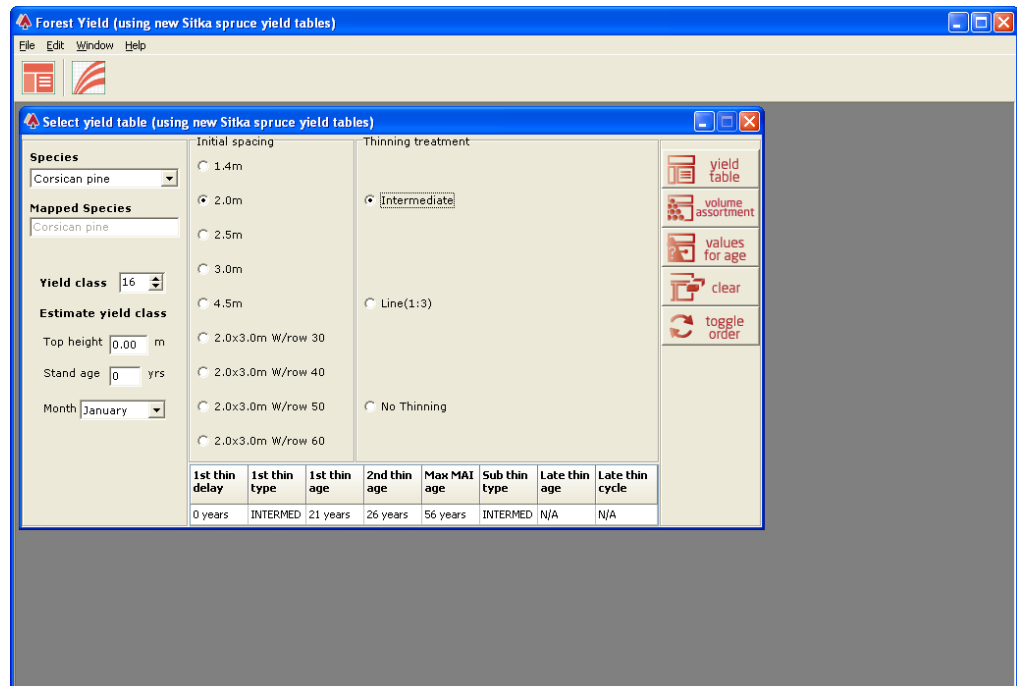 Forest Yield (using new Sitka spruce yield tables)
File Edit Window Help
Select yield table (using new Sitka spruce yield tables)
Species
Corsican pine
Mapped Species
Corsican pine
Yield class 16
Estimate yield class
Top height 0.00 m
Stand age 0 yrs
Month January
Initial spacing
1.4m
2.0m
2.5m
3.0m
4.5m
2.0x3.0m W/row 30
2.0x3.0m W/row 40
2.0x3.0m W/row 50
2.0x3.0m W/row 60
Thinning treatment
Intermediate
Line(1:3)
No Thinning
yield
table
volume
assortment
values
for age
clear
toggle
order
1st thin 1st thin 1st thin 2nd thin Max MAI Sub thin Late thin Late thin
delay type age age age type age cycle
0 years INTERMED 21 years 26 years 56 years INTERMED N/A N/A